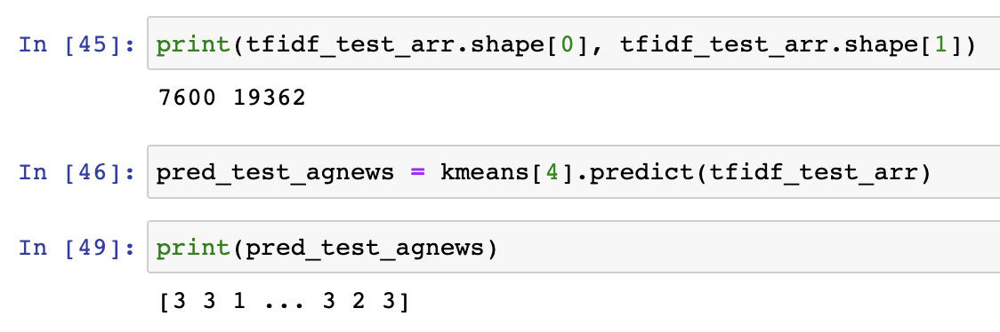 In [45]: print(tfidf_test_arr.shape[0], tfidf_test_arr.shape[1])
7600 19362
In [46]: pred_test_agnews = kmeans[4].predict(tfidf_test_arr)
In [49]: print(pred_test_agnews)
[3 3 1 ... 3 2 3]